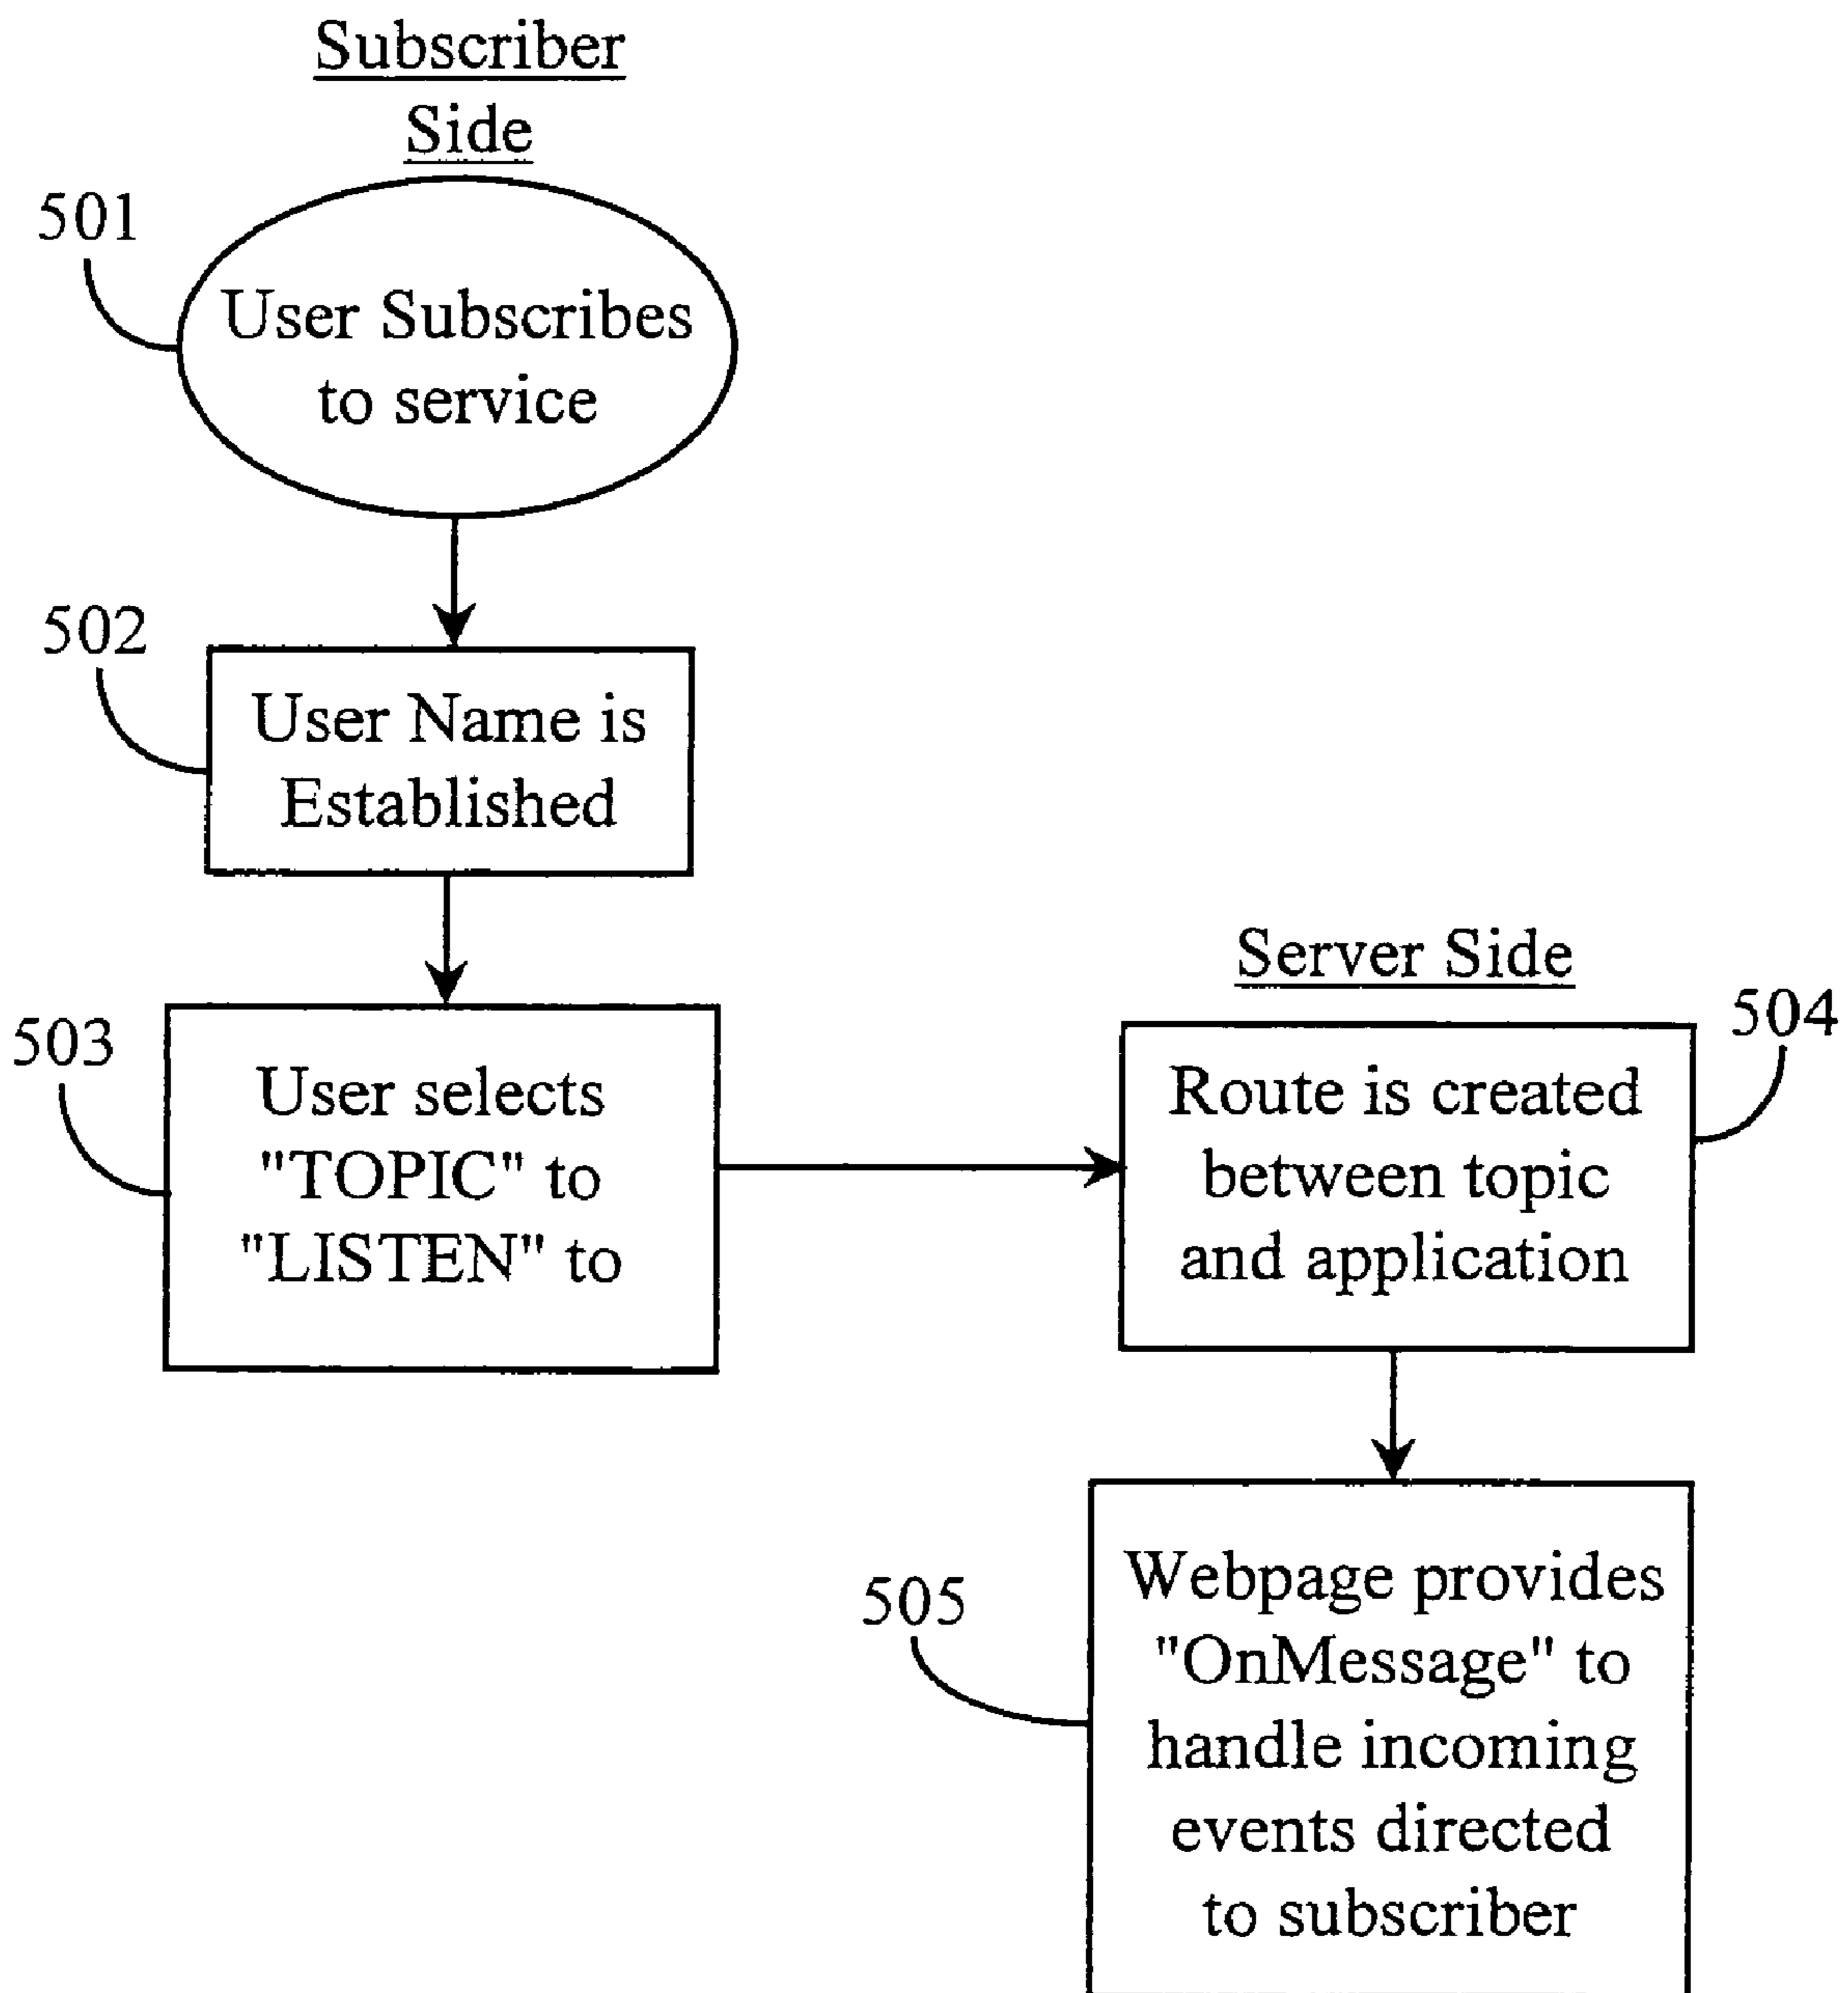 Subscriber
Side
501
User Subscribes
to service
502
User Name is
Established
503
User selects
"TOPIC" to
"LISTEN" to
Server Side
504
Route is created
between topic
and application
505
Webpage provides
"OnMessage" to
handle incoming
events directed
to subscriber